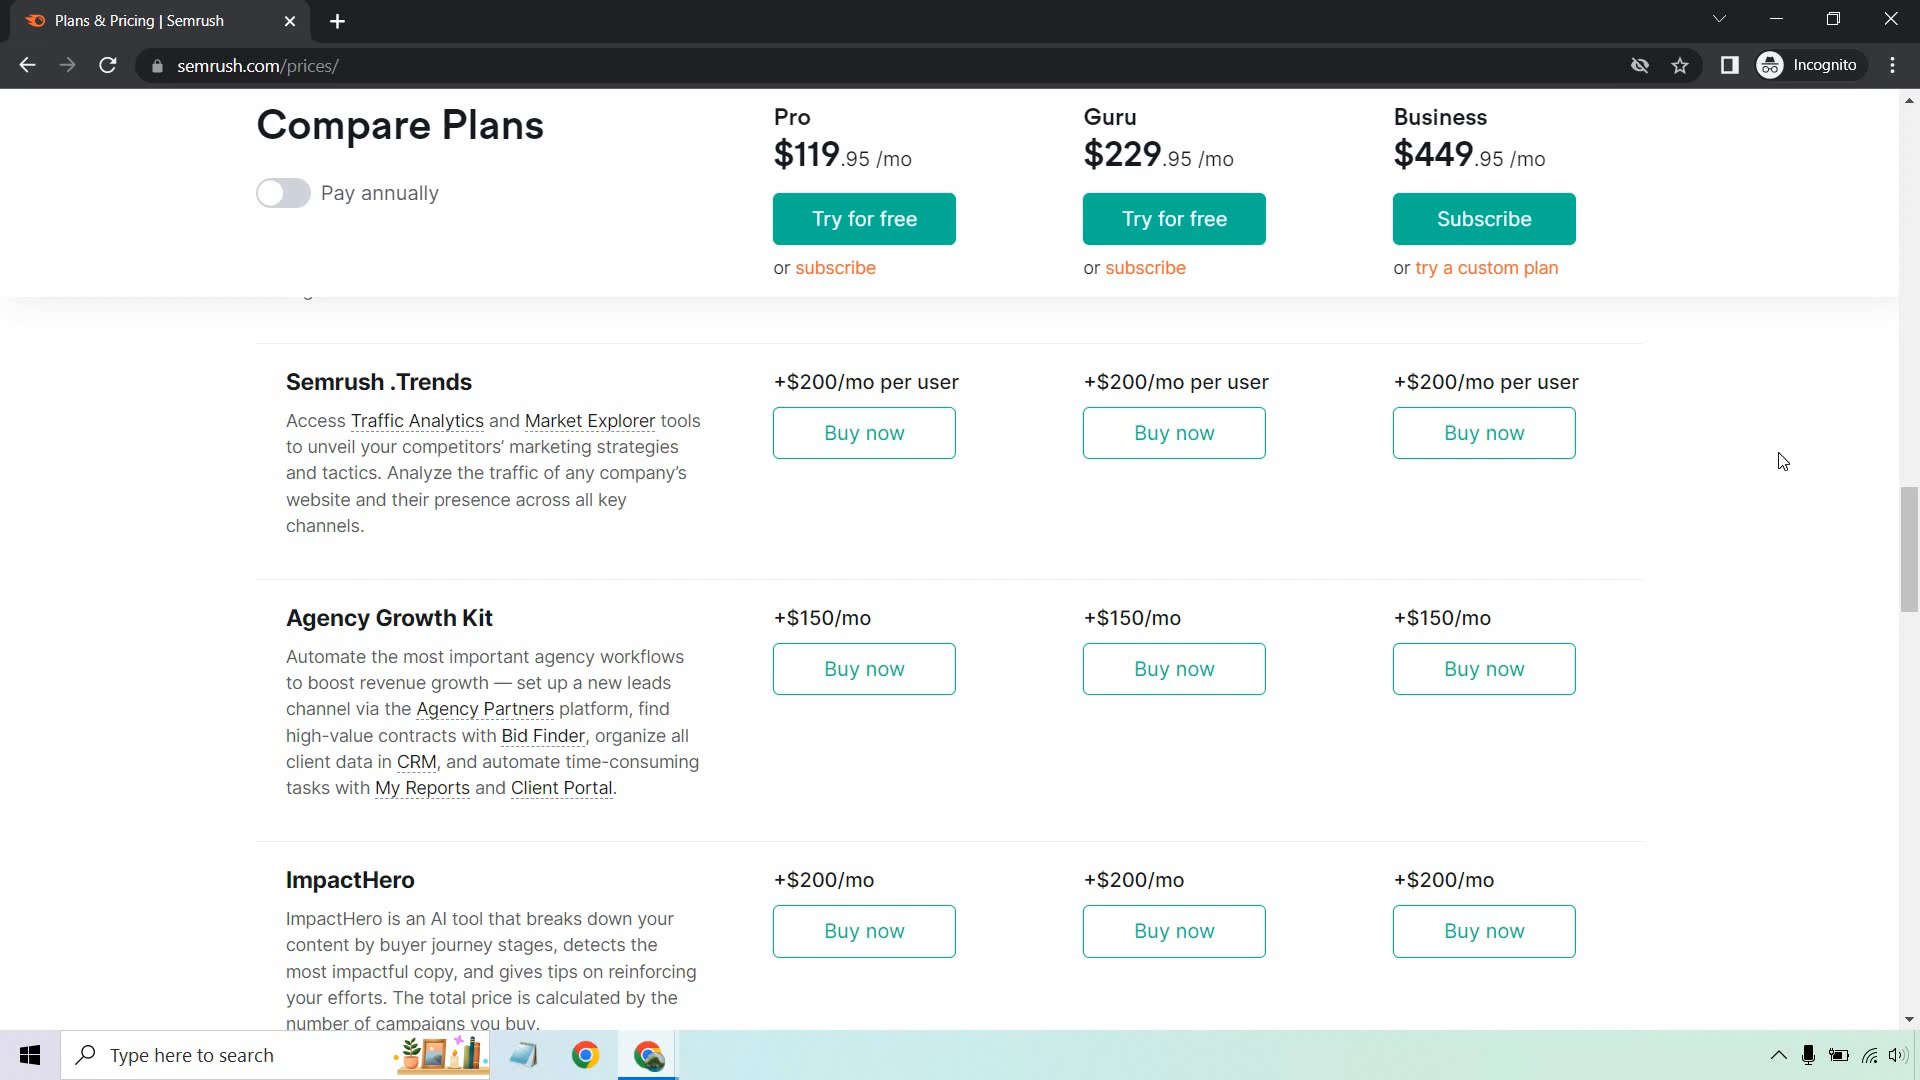 Plans & Pricing | Semrush
semrush.com/prices/
Incognito
Compare Plans
Pay annually
Pro
$119.95 /mo
Try for free
or subscribe
Guru
$229.95 /mo
Try for free
or subscribe
Business
$449.95 /mo
Subscribe
or try a custom plan
Semrush .Trends
Access Traffic Analytics and Market Explorer tools
to unveil your competitors’ marketing strategies
and tactics. Analyze the traffic of any company’s
website and their presence across all key
channels.
+$200/mo per user
Buy now
+$200/mo per user
Buy now
+$200/mo per user
Buy now
Agency Growth Kit
Automate the most important agency workflows
to boost revenue growth — set up a new leads
channel via the Agency Partners platform, find
high-value contracts with Bid Finder, organize all
client data in CRM, and automate time-consuming
tasks with My Reports and Client Portal.
+$150/mo
Buy now
+$150/mo
Buy now
+$150/mo
Buy now
ImpactHero
ImpactHero is an AI tool that breaks down your
content by buyer journey stages, detects the
most impactful copy, and gives tips on reinforcing
your efforts. The total price is calculated by the
number of campaigns you buy.
+$200/mo
Buy now
+$200/mo
Buy now
+$200/mo
Buy now
Type here to search